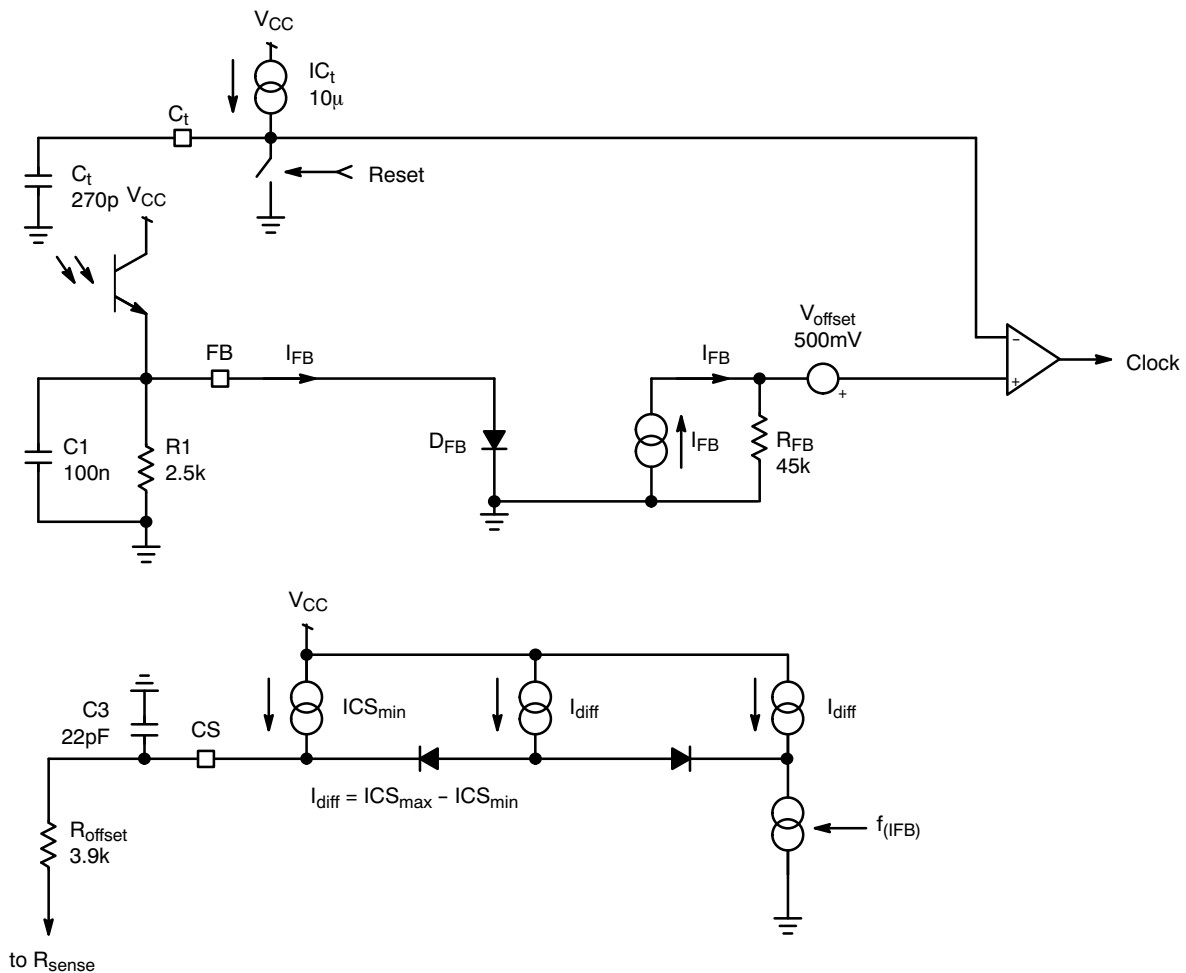 VCC
ICt
10µ
Ct
Reset
Ct
270p
VCC
Voffset
500mV
−
+
+
Clock
FB
IFB
IFB
C1
100n
R1
2.5k
DFB
IFB
RFB
45k
VCC
C3
22pF
CS
ICSmin
Idiff
Idiff
Idiff = ICSmax − ICSmin
f(IFB)
Roffset
3.9k
to Rsense